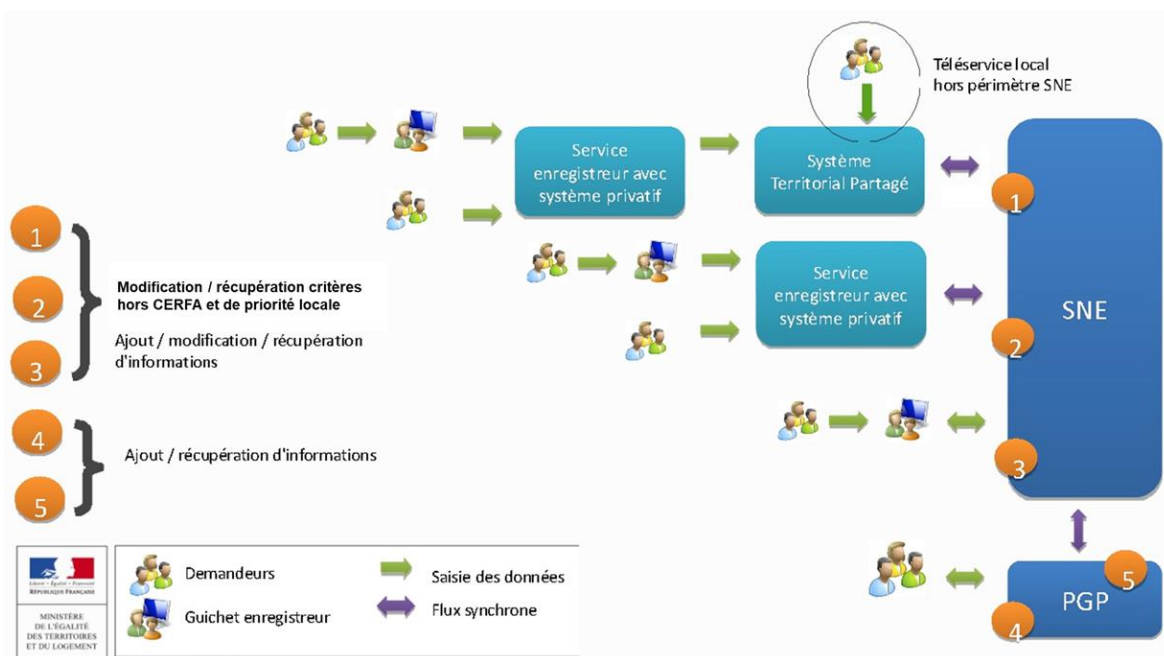 Téléservice local
hors périmètre SNE
Service
enregistreur avec
système privatif
Système
Territorial Partagé
1
1
2
3
Modification / récupération critères
hors CERFA et de priorité locale
Ajout / modification / récupération
d'informations
Service
enregistreur avec
système privatif
SNE
2
3
4
5
Ajout / récupération d'informations
PGP
5
4
Liberté • Égalité • Fraternité
RÉPUBLIQUE FRANÇAISE
MINISTÈRE
DE L'ÉGALITÉ
DES TERRITOIRES
ET DU LOGEMENT
Demandeurs
Saisie des données
Guichet enregistreur
Flux synchrone